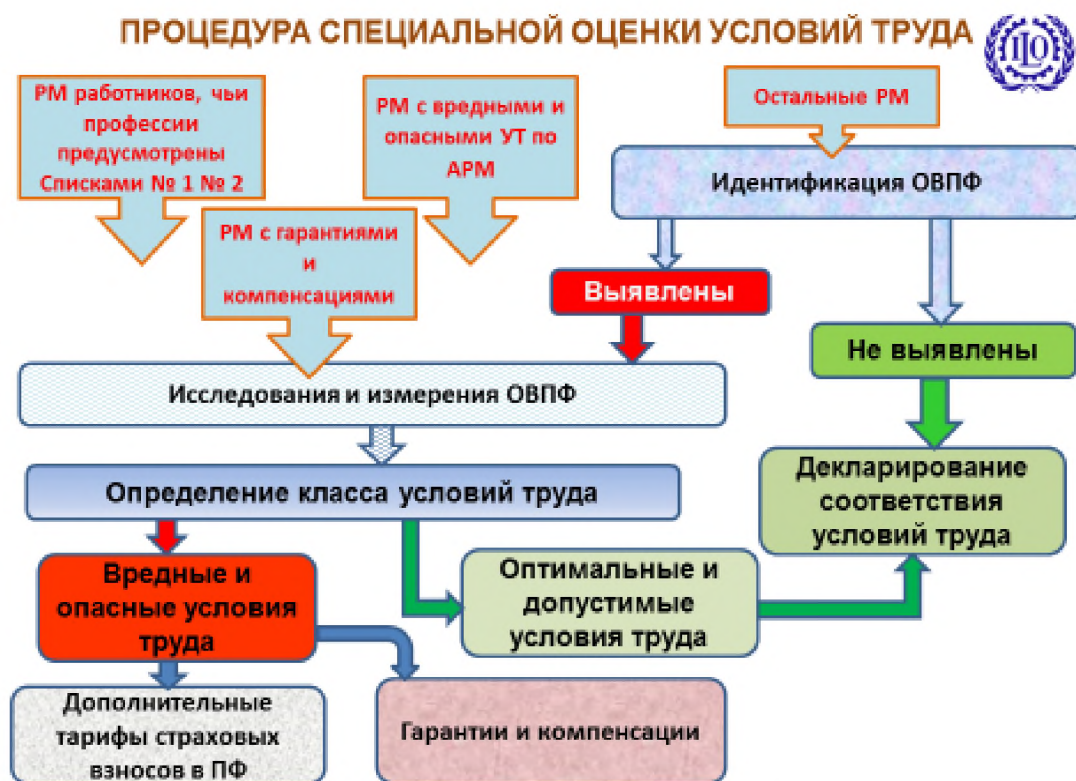 ПРОЦЕДУРА СПЕЦИАЛЬНОЙ ОЦЕНКИ УСЛОВИЙ ТРУДА
ILO
РМ работников, чьи
профессии
предусмотрены
Списками № 1 № 2
РМ с вредными и
опасными УТ по
АРМ
Остальные РМ
РМ с гарантиями
и
компенсациями
Идентификация ОВПФ
Выявлены
Не выявлены
Исследования и измерения ОВПФ
Определение класса условий труда
Декларирование
соответствия
условий труда
Вредные и
опасные условия
труда
Оптимальные и
допустимые
условия труда
Дополнительные
тарифы страховых
взносов в ПФ
Гарантии и компенсации